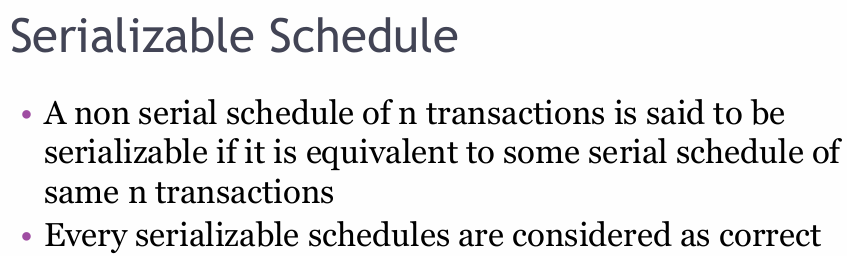 Serializable Schedule
• A non serial schedule of n transactions is said to be
serializable if it is equivalent to some serial schedule of
same n transactions
• Every serializable schedules are considered as correct